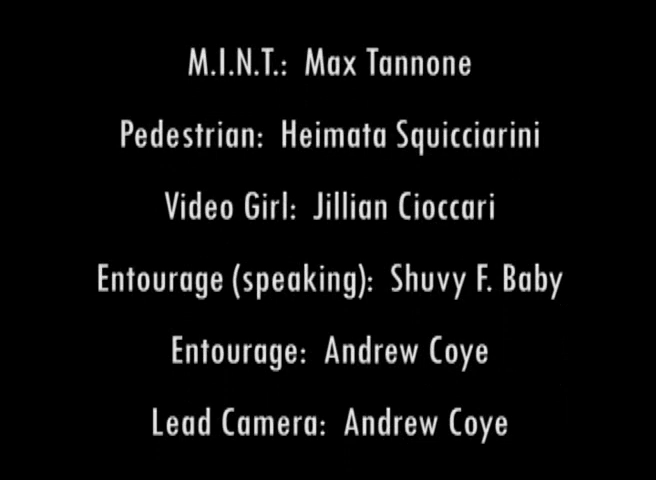 M.I.N.T.: Max Tannone
Pedestrian: Heimata Squicciarini
Video Girl: Jillian Cioccari
Entourage (speaking): Shuvy F. Baby
Entourage: Andrew Coye
Lead Camera: Andrew Coye